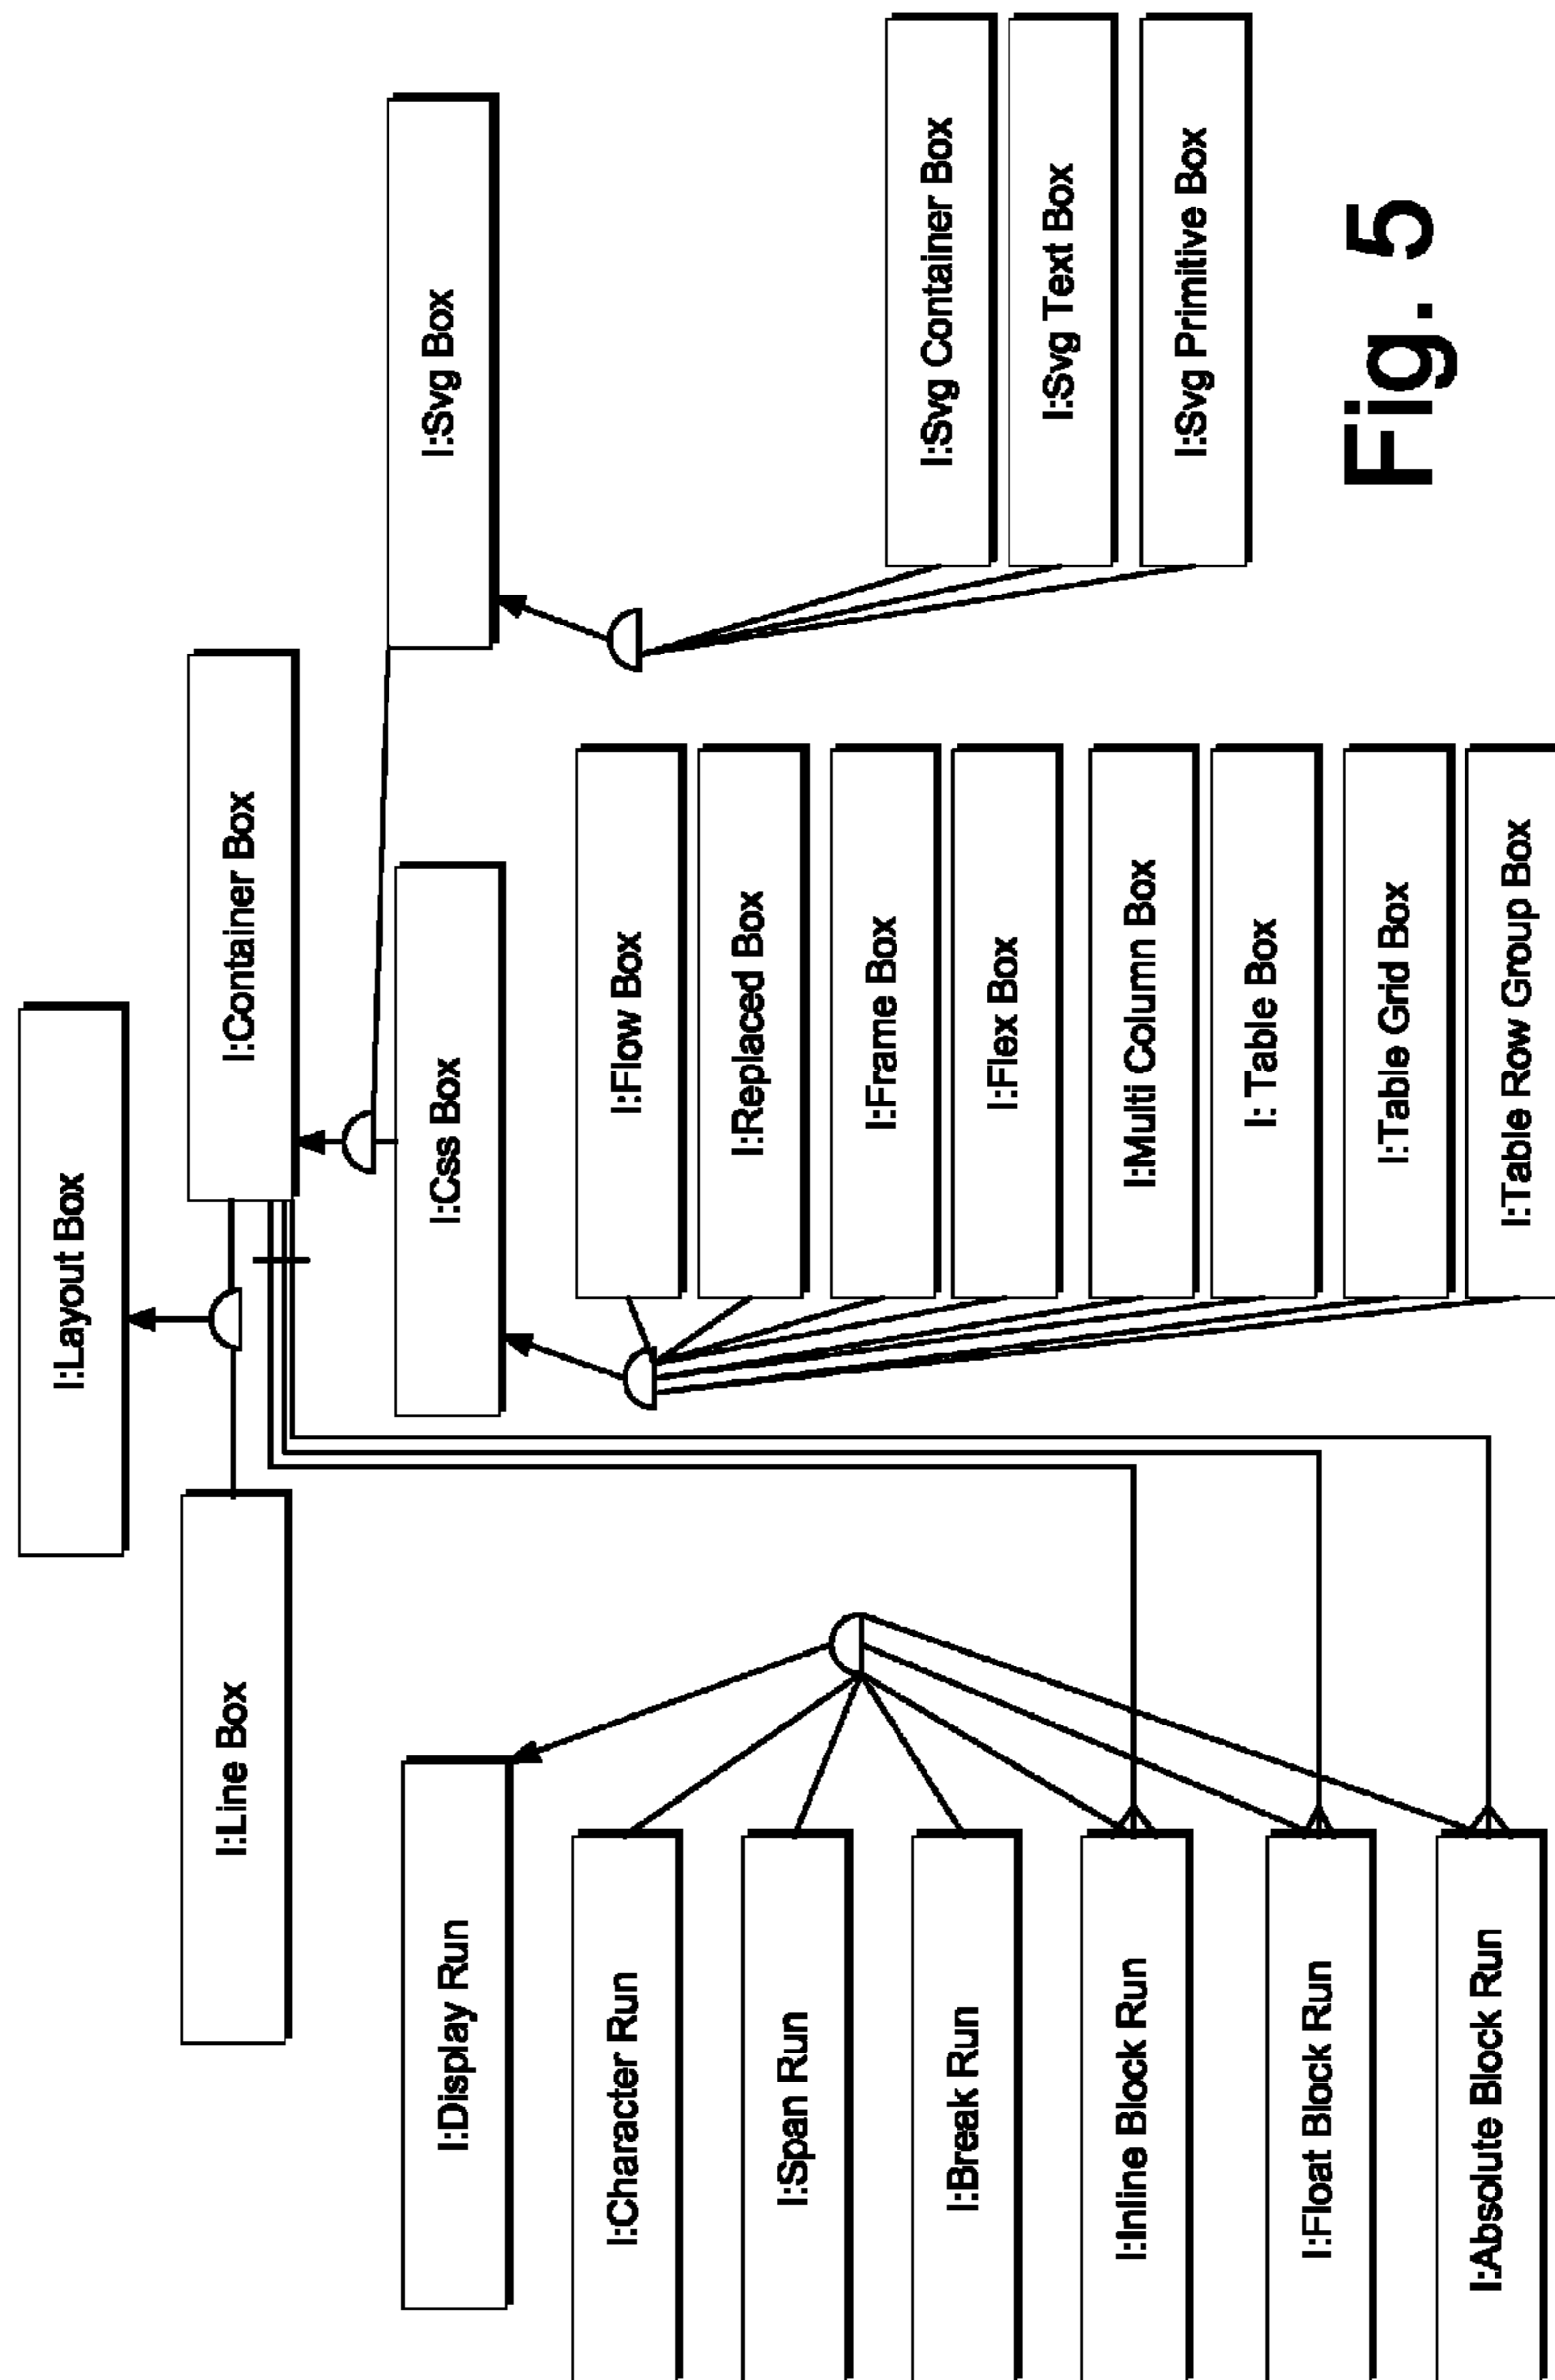 I:Layout Box
I:Line Box
I:Container Box
I:Display Run
I:Css Box
I:Svg Box
I:Character Run
I:Span Run
I:Break Run
I:Inline Block Run
I:Float Block Run
I:Absolute Block Run
I:Flow Box
I:Replaced Box
I:Frame Box
I:Flex Box
I:Multi Column Box
I: Table Box
I:Table Grid Box
I:Table Row Group Box
I:Svg Container Box
I:Svg Text Box
I:Svg Primitive Box
Fig. 5